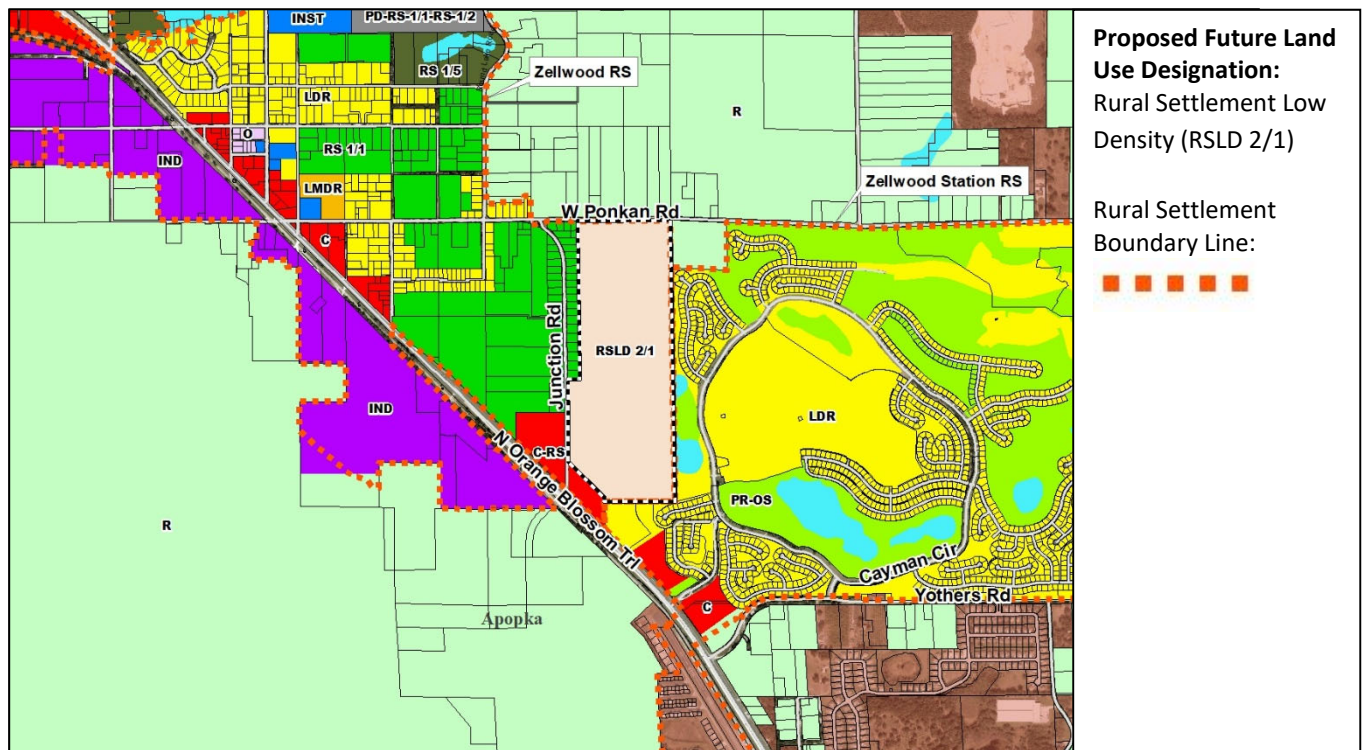 INST
PD-RS-1/1-RS-1/2
RS 1/5
Zellwood RS
LDR
R
O
IND
RS 1/1
LMDR
Zellwood Station RS
W Ponkan Rd
C
Junction Rd
RSLD 2/1
IND
LDR
C-RS
N Orange Blossom Trl
PR-OS
R
Cayman Cir
Yothers Rd
C
Apopka
Proposed Future Land
Use Designation:
Rural Settlement Low
Density (RSLD 2/1)
Rural Settlement
Boundary Line: